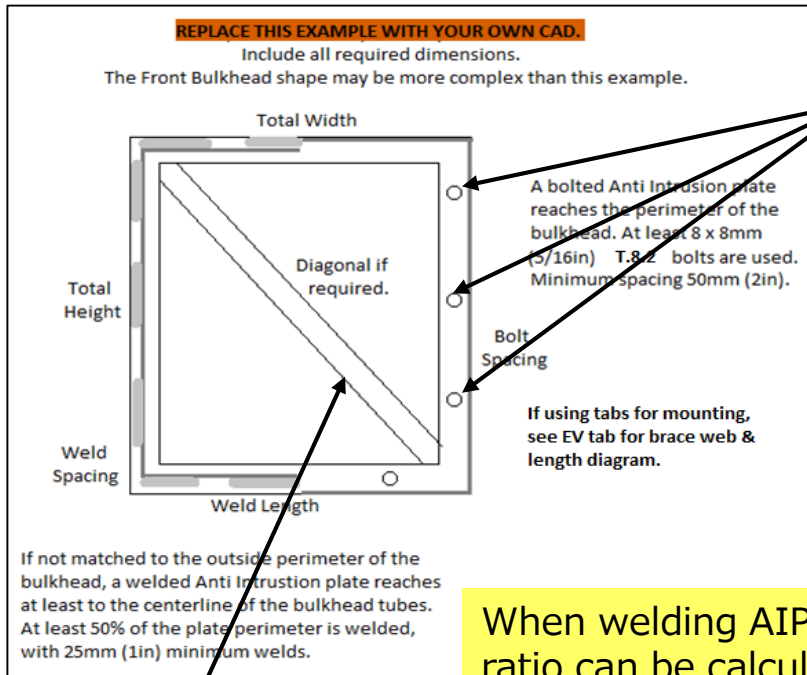 REPLACE THIS EXAMPLE WITH YOUR OWN CAD.
Include all required dimensions.
The Front Bulkhead shape may be more complex than this example.
Total Width
A bolted Anti Intrusion plate
reaches the perimeter of the
bulkhead. At least 8 x 8mm
(5/16in) T.8.2 bolts are used.
Minimum spacing 50mm (2in).
Diagonal if
required.
Total
Height
Bolt
Spacing
If using tabs for mounting,
see EV tab for brace web &
length diagram.
Weld
Spacing
Weld Length
If not matched to the outside perimeter of the
bulkhead, a welded Anti Intrustion plate reaches
at least to the centerline of the bulkhead tubes.
At least 50% of the plate perimeter is welded,
with 25mm (1in) minimum welds.
When welding AIP
ratio can be calcul